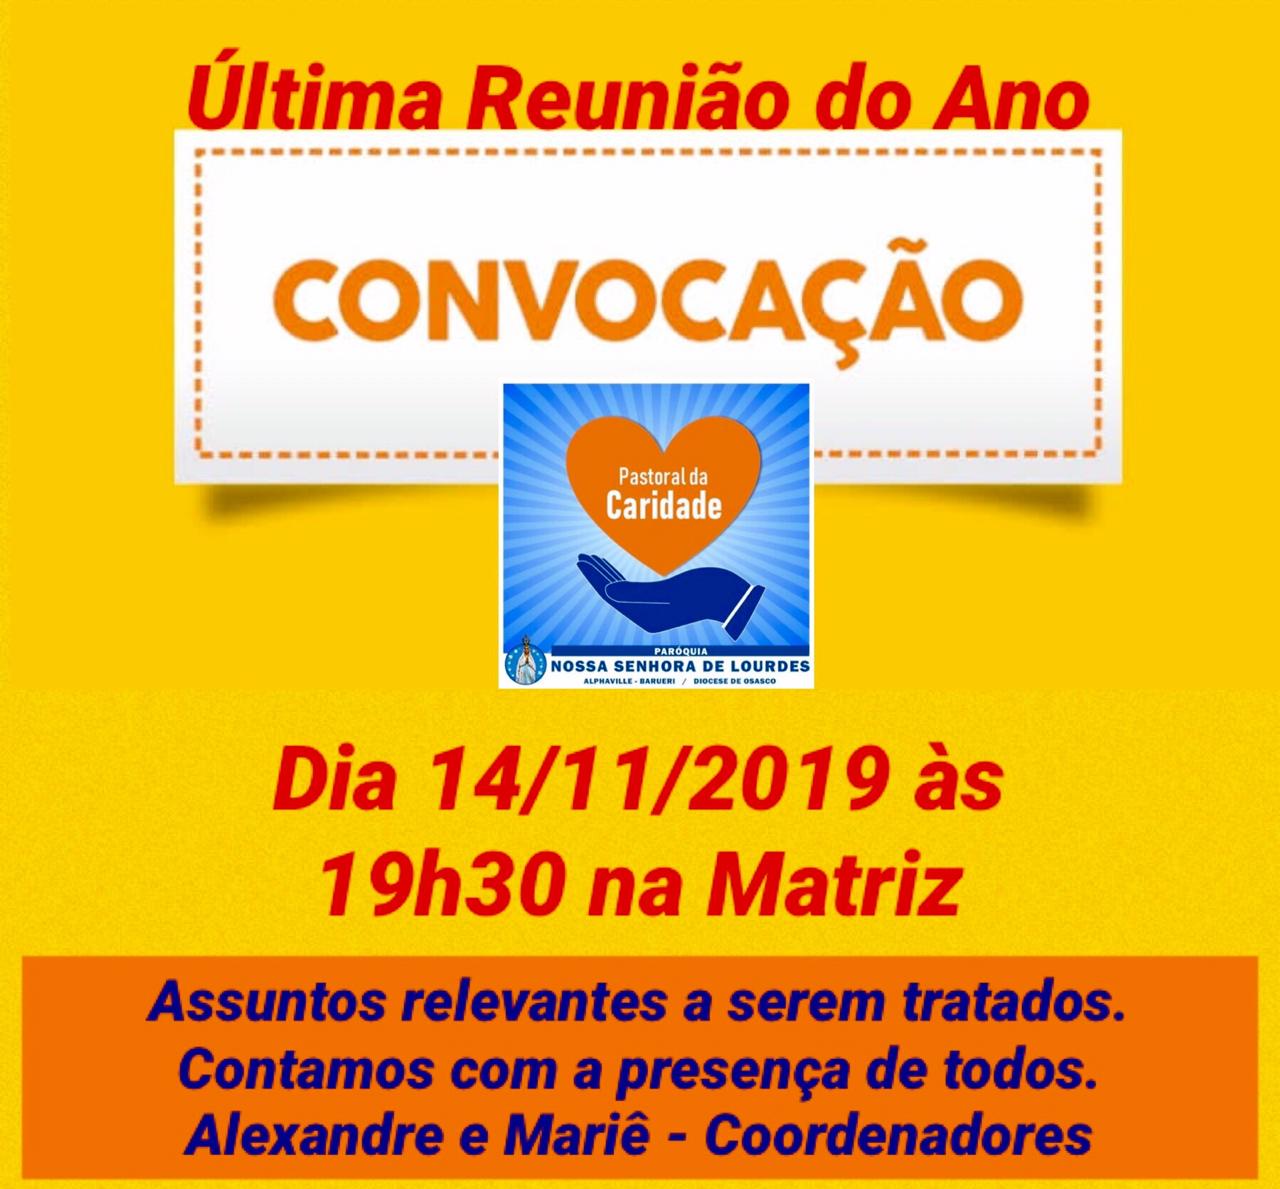 Última Reunião do Ano
CONVOCAÇÃO
Pastoral da
Caridade
PARÓQUIA
NOSSA SENHORA DE LOURDES
ALPHAVILLE - BARUERI / DIOCESE DE OSASCO
Dia 14/11/2019 às
19h30 na Matriz
Assuntos relevantes a serem tratados.
Contamos com a presença de todos.
Alexandre e Mariê - Coordenadores